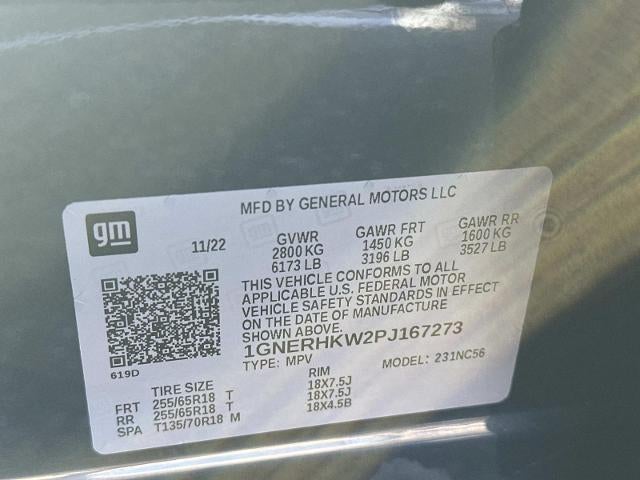 MFD BY GENERAL MOTORS LLC
gm
11/22 GVWR GAWR FRT GAWR RR
2800 KG 1450 KG 1600 KG
6173 LB 3196 LB 3527 LB
THIS VEHICLE CONFORMS TO ALL
APPLICABLE U.S. FEDERAL MOTOR
VEHICLE SAFETY STANDARDS IN EFFECT
ON THE DATE OF MANUFACTURE
SHOWN ABOVE.
1GNERHKW2PJ167273
619D TYPE: MPV MODEL: 231NC56
TIRE SIZE RIM
FRT 255/65R18 T 18X7.5J
RR 255/65R18 T 18X7.5J
SPA T135/70R18 M 18X4.5B